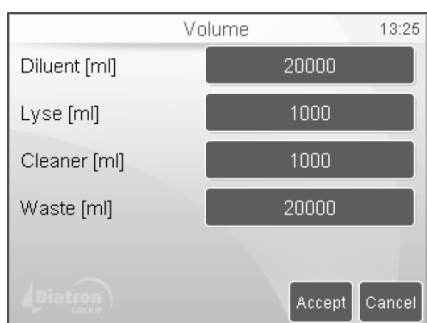 Volume 13:25
Diluent [ml] 20000
Lyse [ml] 1000
Cleaner [ml] 1000
Waste [ml] 20000
Diatron GROUP
Accept Cancel